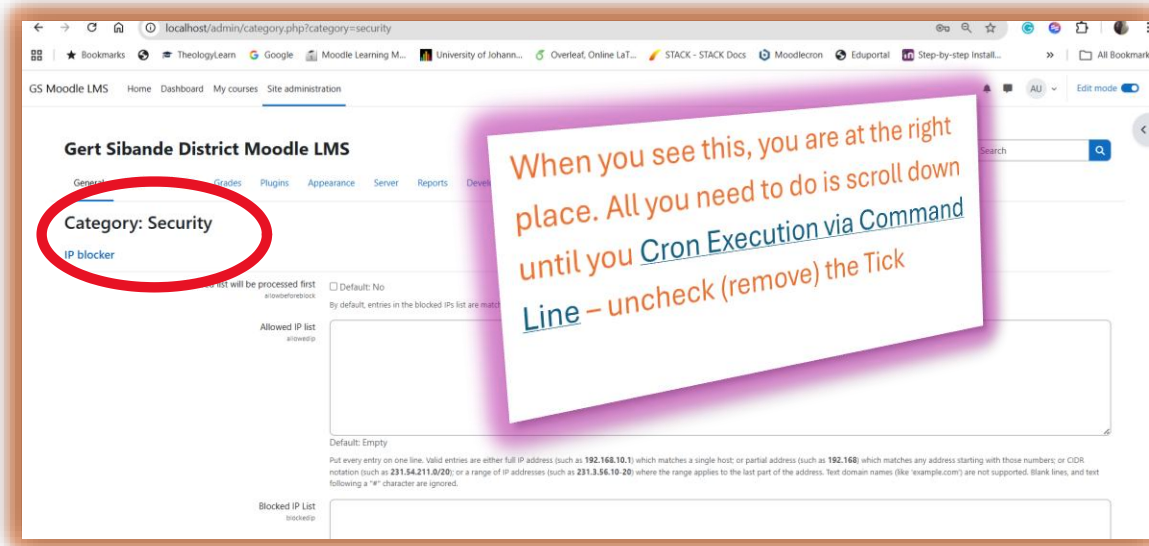 localhost/admin/category.php?category=security
Bookmarks TheologyLearn Google Moodle Learning M... University of Johann... Overleaf, Online LaT... STACK - STACK Docs Moodlecron Eduportal Step-by-step Install... » All Bookmark
GS Moodle LMS Home Dashboard My courses Site administration AU Edit mode
Gert Sibande District Moodle LMS
Search
General Grades Plugins Appearance Server Reports
Category: Security
IP blocker
When you see this, you are at the right
place. All you need to do is scroll down
until you Cron Execution via Command
Line – uncheck (remove) the Tick
list will be processed first
allowbeforeblock
Default: No
By default, entries in the blocked IPs list are
Allowed IP list
allowedip
Default: Empty
Put every entry on one line. Valid entries are either full IP address (such as 192.168.10.1) which matches a single host; or partial address (such as 192.168) which matches any address starting with those numbers; or CIDR
notation (such as 231.54.211.0/20); or a range of IP addresses (such as 231.3.56.10-20) where the range applies to the last part of the address. Text domain names (like 'example.com') are not supported. Blank lines, and text
following a "#" character are ignored.
Blocked IP List
blockedip